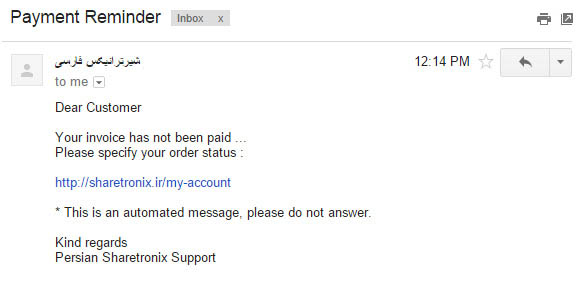 Payment Reminder
Inbox x
شیرترانیکس فارسی
12:14 PM
to me
Dear Customer
Your invoice has not been paid ...
Please specify your order status :
http://sharetronix.ir/my-account
* This is an automated message, please do not answer.
Kind regards
Persian Sharetronix Support